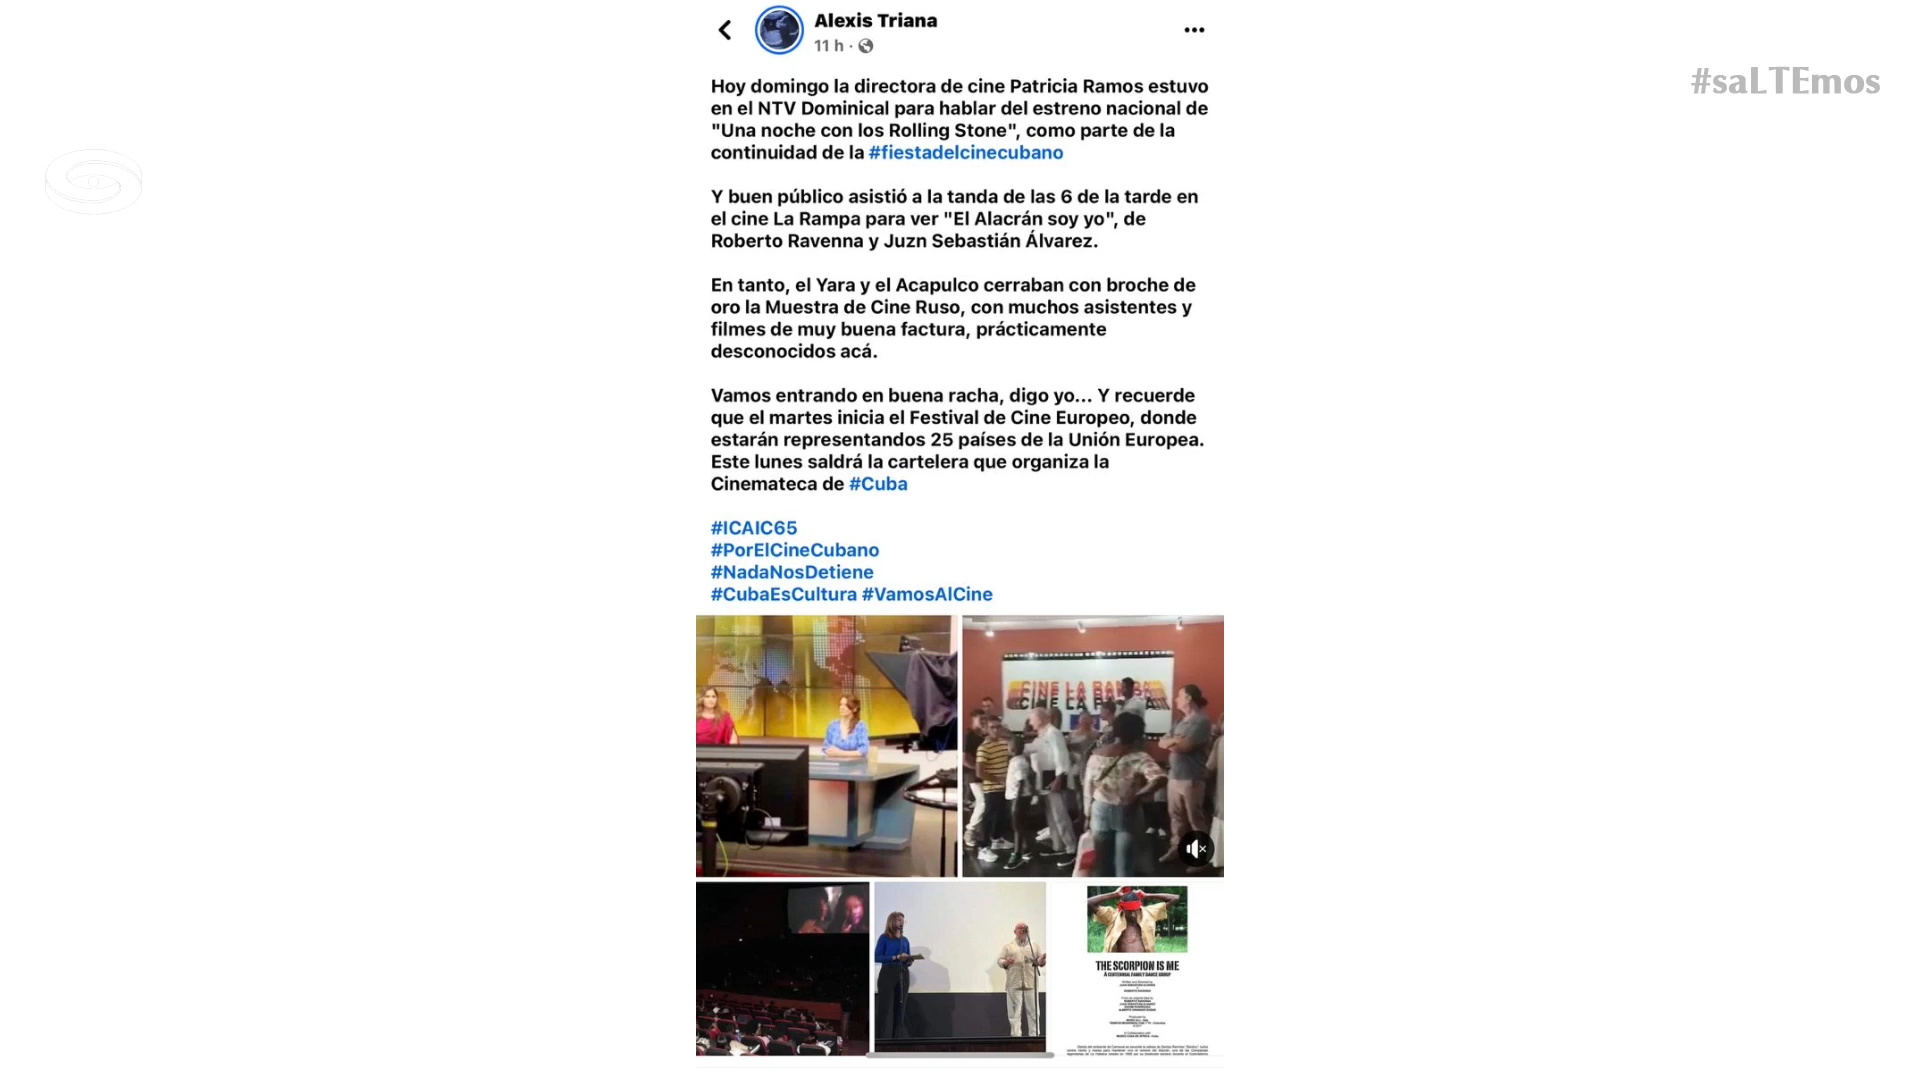 Alexis Triana
11 h ·
#saLTEmos
Hoy domingo la directora de cine Patricia Ramos estuvo
en el NTV Dominical para hablar del estreno nacional de
"Una noche con los Rolling Stone", como parte de la
continuidad de la #fiestadelcinecubano
Y buen público asistió a la tanda de las 6 de la tarde en
el cine La Rampa para ver "El Alacrán soy yo", de
Roberto Ravenna y Juzn Sebastián Álvarez.
En tanto, el Yara y el Acapulco cerraban con broche de
oro la Muestra de Cine Ruso, con muchos asistentes y
filmes de muy buena factura, prácticamente
desconocidos acá.
Vamos entrando en buena racha, digo yo... Y recuerde
que el martes inicia el Festival de Cine Europeo, donde
estarán representandos 25 países de la Unión Europea.
Este lunes saldrá la cartelera que organiza la
Cinemateca de #Cuba
#ICAIC65
#PorElCineCubano
#NadaNosDetiene
#CubaEsCultura #VamosAlCine
CINE LA RAMPA
CINE LA RAMPA
THE SCORPION IS ME
A CENTENNIAL FAMILY DANCE GROUP